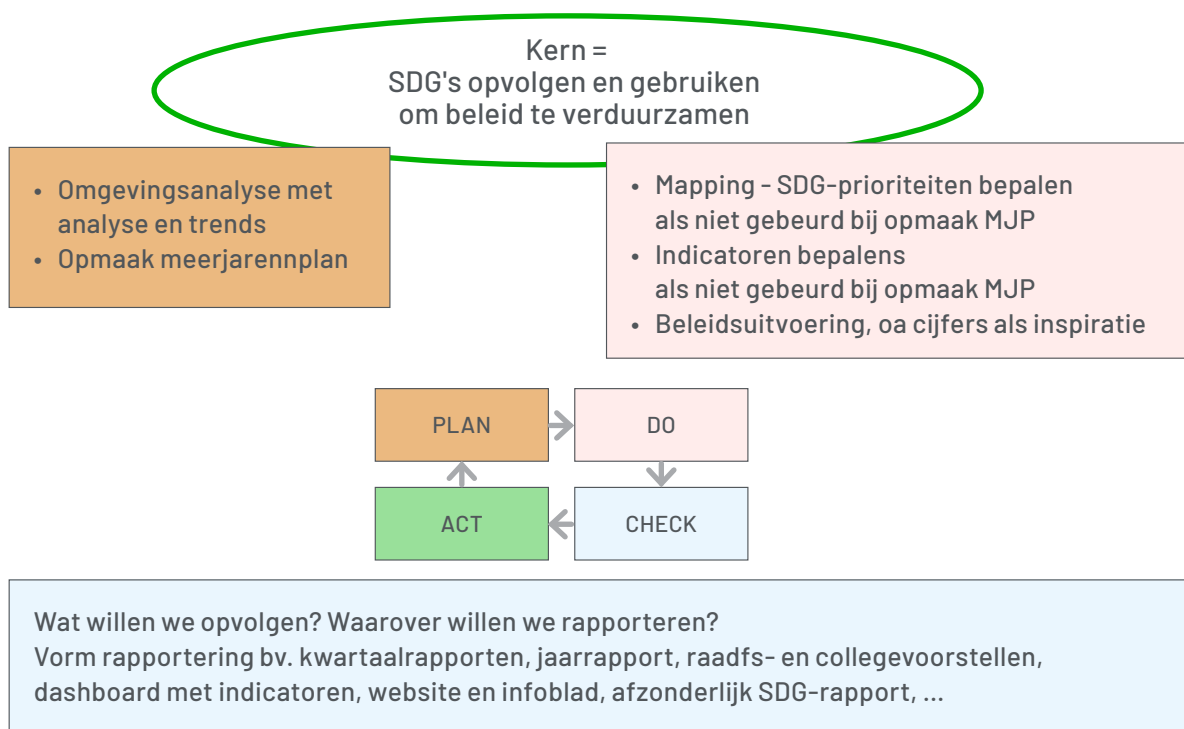 Kern =
SDG's opvolgen en gebruiken
om beleid te verduurzamen
• Omgevingsanalyse met
analyse en trends
• Opmaak meerjarennplan
• Mapping - SDG-prioriteiten bepalen
als niet gebeurd bij opmaak MJP
• Indicatoren bepalens
als niet gebeurd bij opmaak MJP
• Beleidsuitvoering, oa cijfers als inspiratie
PLAN
DO
ACT
CHECK
Wat willen we opvolgen? Waarover willen we rapporteren?
Vorm rapportering bv. kwartaalrapporten, jaarrapport, raadfs- en collegevoorstellen,
dashboard met indicatoren, website en infoblad, afzonderlijk SDG-rapport, ...